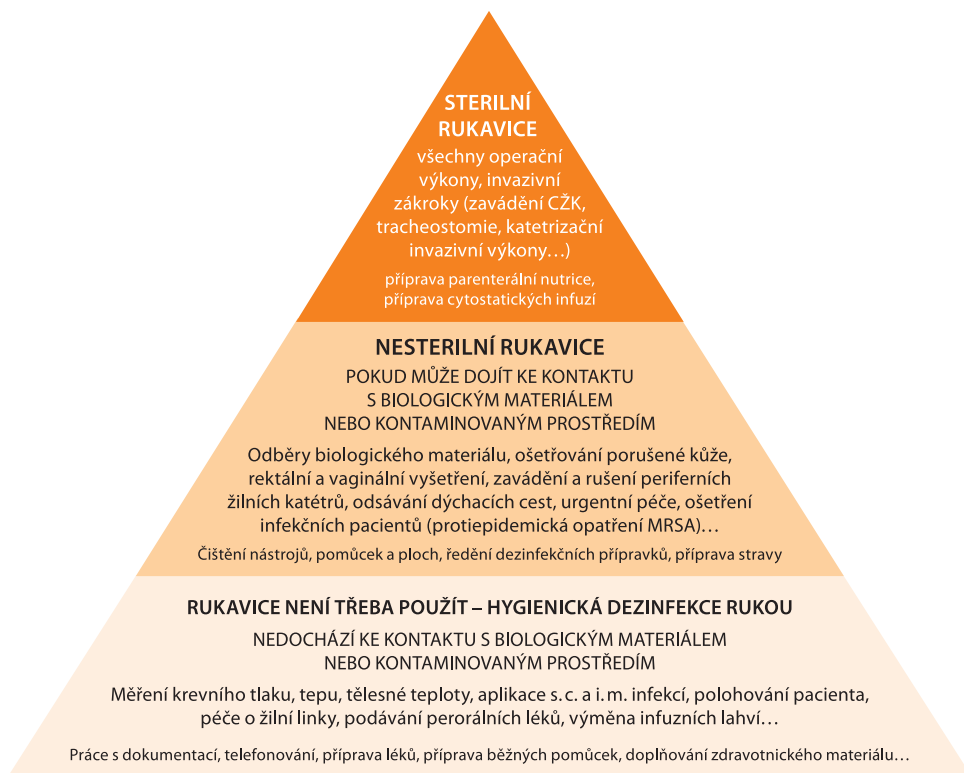 STERILNÍ
RUKAVICE
všechny operační
výkony, invazivní
zákroky (zavádění CŽK,
tracheostomie, katetrizační
invazivní výkony…)
příprava parenterální nutrice,
příprava cytostatických infuzí
NESTERILNÍ RUKAVICE
POKUD MŮŽE DOJÍT KE KONTAKTU
S BIOLOGICKÝM MATERIÁLEM
NEBO KONTAMINOVANÝM PROSTŘEDÍM
Odběry biologického materiálu, ošetřování porušené kůže,
rektální a vaginální vyšetření, zavádění a rušení periferních
žilních katétrů, odsávání dýchacích cest, urgentní péče, ošetření
infekčních pacientů (protiepidemická opatření MRSA)…
Čištění nástrojů, pomůcek a ploch, ředění dezinfekčních přípravků, příprava stravy
RUKAVICE NENÍ TŘEBA POUŽÍT – HYGIENICKÁ DEZINFEKCE RUKOU
NEDOCHÁZÍ KE KONTAKTU S BIOLOGICKÝM MATERIÁLEM
NEBO KONTAMINOVANÝM PROSTŘEDÍM
Měření krevního tlaku, tepu, tělesné teploty, aplikace s. c. a i. m. infekcí, polohování pacienta,
péče o žilní linky, podávání perorálních léků, výměna infuzních lahví…
Práce s dokumentací, telefonování, příprava léků, příprava běžných pomůcek, doplňování zdravotnického materiálu…